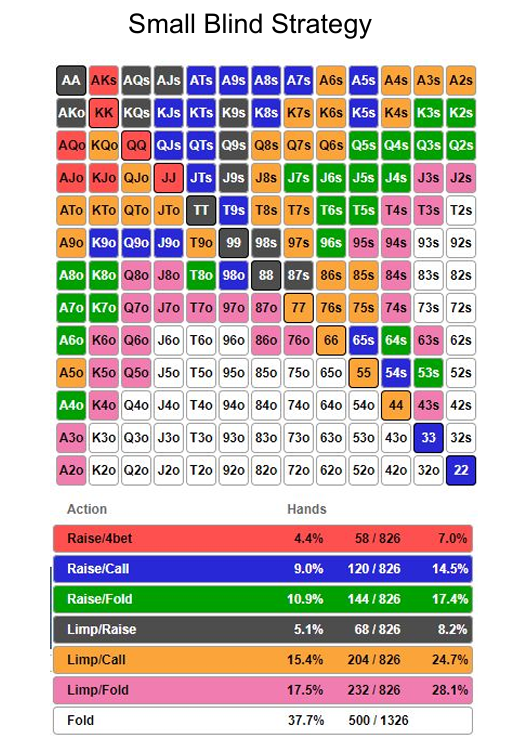 Small Blind Strategy
AA AKs AQs AJs ATs A9s A8s A7s A6s A5s A4s A3s A2s
AKo KK KQs KJs KTs K9s K8s K7s K6s K5s K4s K3s K2s
AQo KQo QQ QJs QTs Q9s Q8s Q7s Q6s Q5s Q4s Q3s Q2s
AJo KJo QJo JJ JTs J9s J8s J7s J6s J5s J4s J3s J2s
ATo KTo QTo JTo TT T9s T8s T7s T6s T5s T4s T3s T2s
A9o K9o Q9o J9o T9o 99 98s 97s 96s 95s 94s 93s 92s
A8o K8o Q8o J8o T8o 98o 88 87s 86s 85s 84s 83s 82s
A7o K7o Q7o J7o T7o 97o 87o 77 76s 75s 74s 73s 72s
A6o K6o Q6o J6o T6o 96o 86o 76o 66 65s 64s 63s 62s
A5o K5o Q5o J5o T5o 95o 85o 75o 65o 55 54s 53s 52s
A4o K4o Q4o J4o T4o 94o 84o 74o 64o 54o 44 43s 42s
A3o K3o Q3o J3o T3o 93o 83o 73o 63o 53o 43o 33 32s
A2o K2o Q2o J2o T2o 92o 82o 72o 62o 52o 42o 32o 22
Action Hands
Raise/4bet 4.4% 58 / 826 7.0%
Raise/Call 9.0% 120 / 826 14.5%
Raise/Fold 10.9% 144 / 826 17.4%
Limp/Raise 5.1% 68 / 826 8.2%
Limp/Call 15.4% 204 / 826 24.7%
Limp/Fold 17.5% 232 / 826 28.1%
Fold 37.7% 500 / 1326